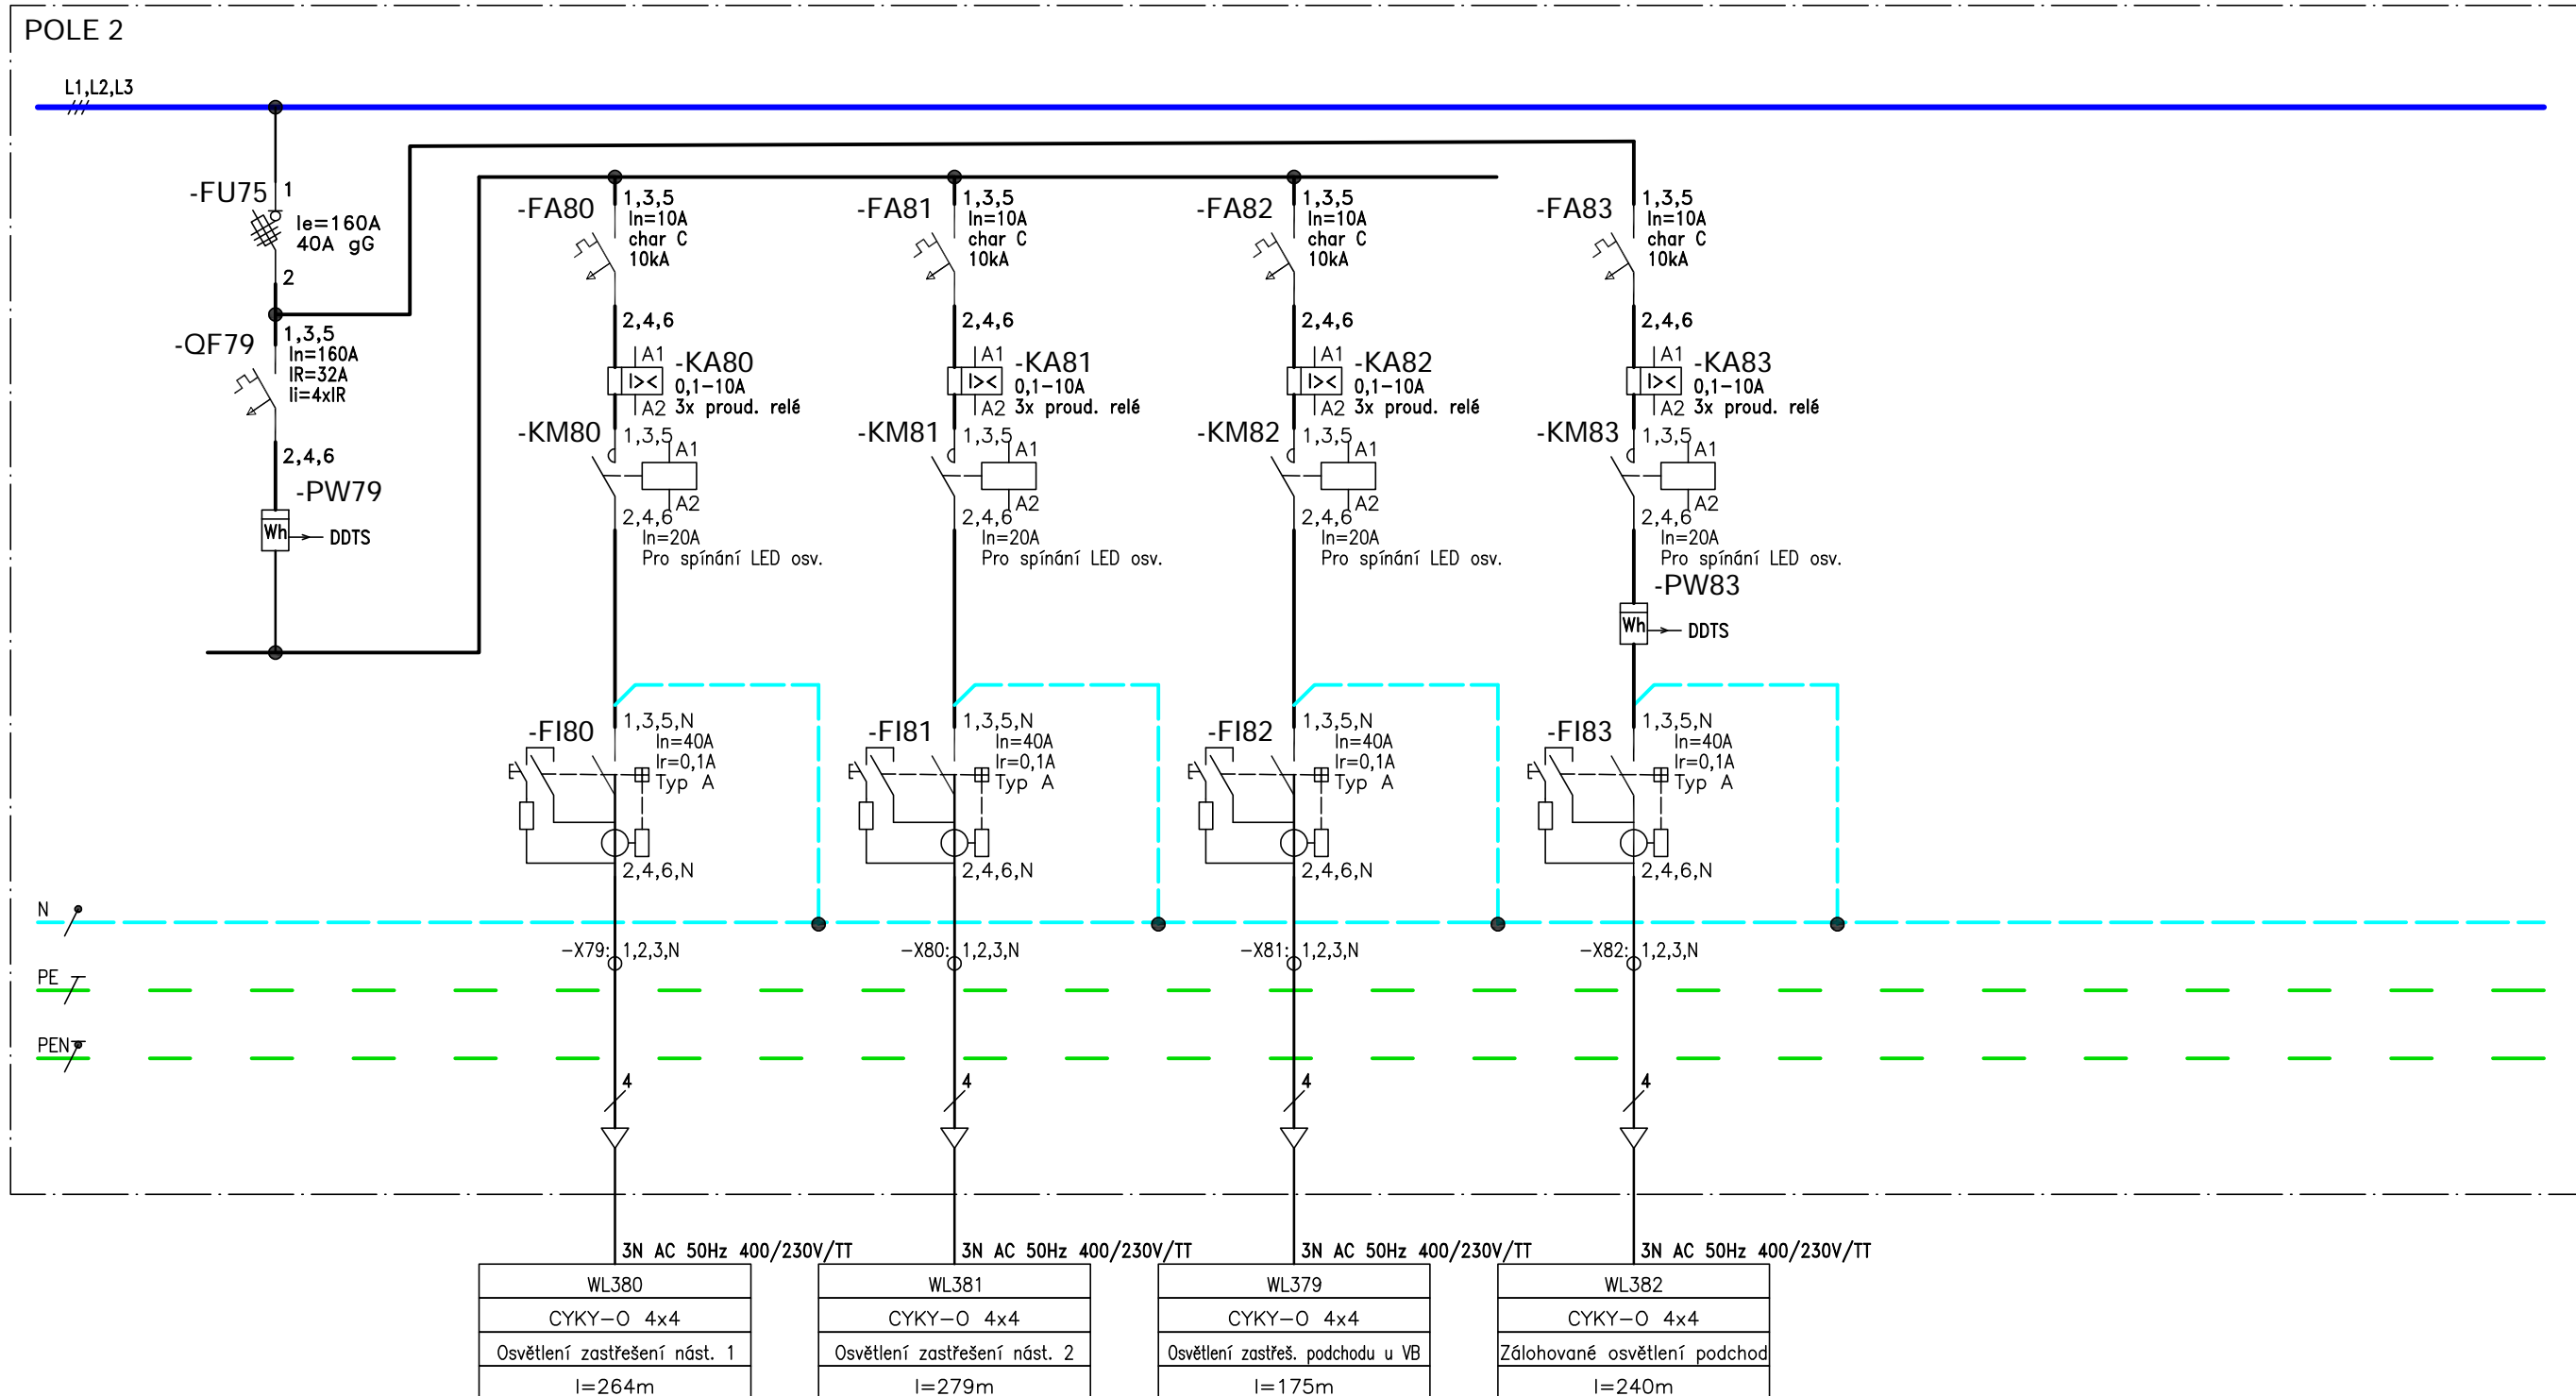 POLE 2
L1,L2,L3
-FU75
1
Ie=160A
40A gG
2
-QF79
1,3,5
In=160A
IR=32A
Ii=4xIR
2,4,6
-PW79
Wh
DDTS
-FA80
1,3,5
In=10A
char C
10kA
2,4,6
A1
-KA80
I><
0,1-10A
A2
3x proud. relé
-KM80
1,3,5
A1
A2
2,4,6
In=20A
Pro spínání LED osv.
-FI80
1,3,5,N
In=40A
Ir=0,1A
Typ A
2,4,6,N
-X79:
1,2,3,N
4
-FA81
1,3,5
In=10A
char C
10kA
2,4,6
A1
-KA81
I><
0,1-10A
A2
3x proud. relé
-KM81
1,3,5
A1
A2
2,4,6
In=20A
Pro spínání LED osv.
-FI81
1,3,5,N
In=40A
Ir=0,1A
Typ A
2,4,6,N
-X80:
1,2,3,N
4
-FA82
1,3,5
In=10A
char C
10kA
2,4,6
A1
-KA82
I><
0,1-10A
A2
3x proud. relé
-KM82
1,3,5
A1
A2
2,4,6
In=20A
Pro spínání LED osv.
-FI82
1,3,5,N
In=40A
Ir=0,1A
Typ A
2,4,6,N
-X81:
1,2,3,N
4
-FA83
1,3,5
In=10A
char C
10kA
2,4,6
A1
-KA83
I><
0,1-10A
A2
3x proud. relé
-KM83
1,3,5
A1
A2
2,4,6
In=20A
Pro spínání LED osv.
-PW83
Wh
DDTS
-FI83
1,3,5,N
In=40A
Ir=0,1A
Typ A
2,4,6,N
-X82:
1,2,3,N
4
N
PE
PEN
3N AC 50Hz 400/230V/TT
WL380
CYKY-O 4x4
Osvětlení zastřešení nást. 1
l=264m
3N AC 50Hz 400/230V/TT
WL381
CYKY-O 4x4
Osvětlení zastřešení nást. 2
l=279m
3N AC 50Hz 400/230V/TT
WL379
CYKY-O 4x4
Osvětlení zastřeš. podchodu u VB
l=175m
3N AC 50Hz 400/230V/TT
WL382
CYKY-O 4x4
Zálohované osvětlení podchod
l=240m